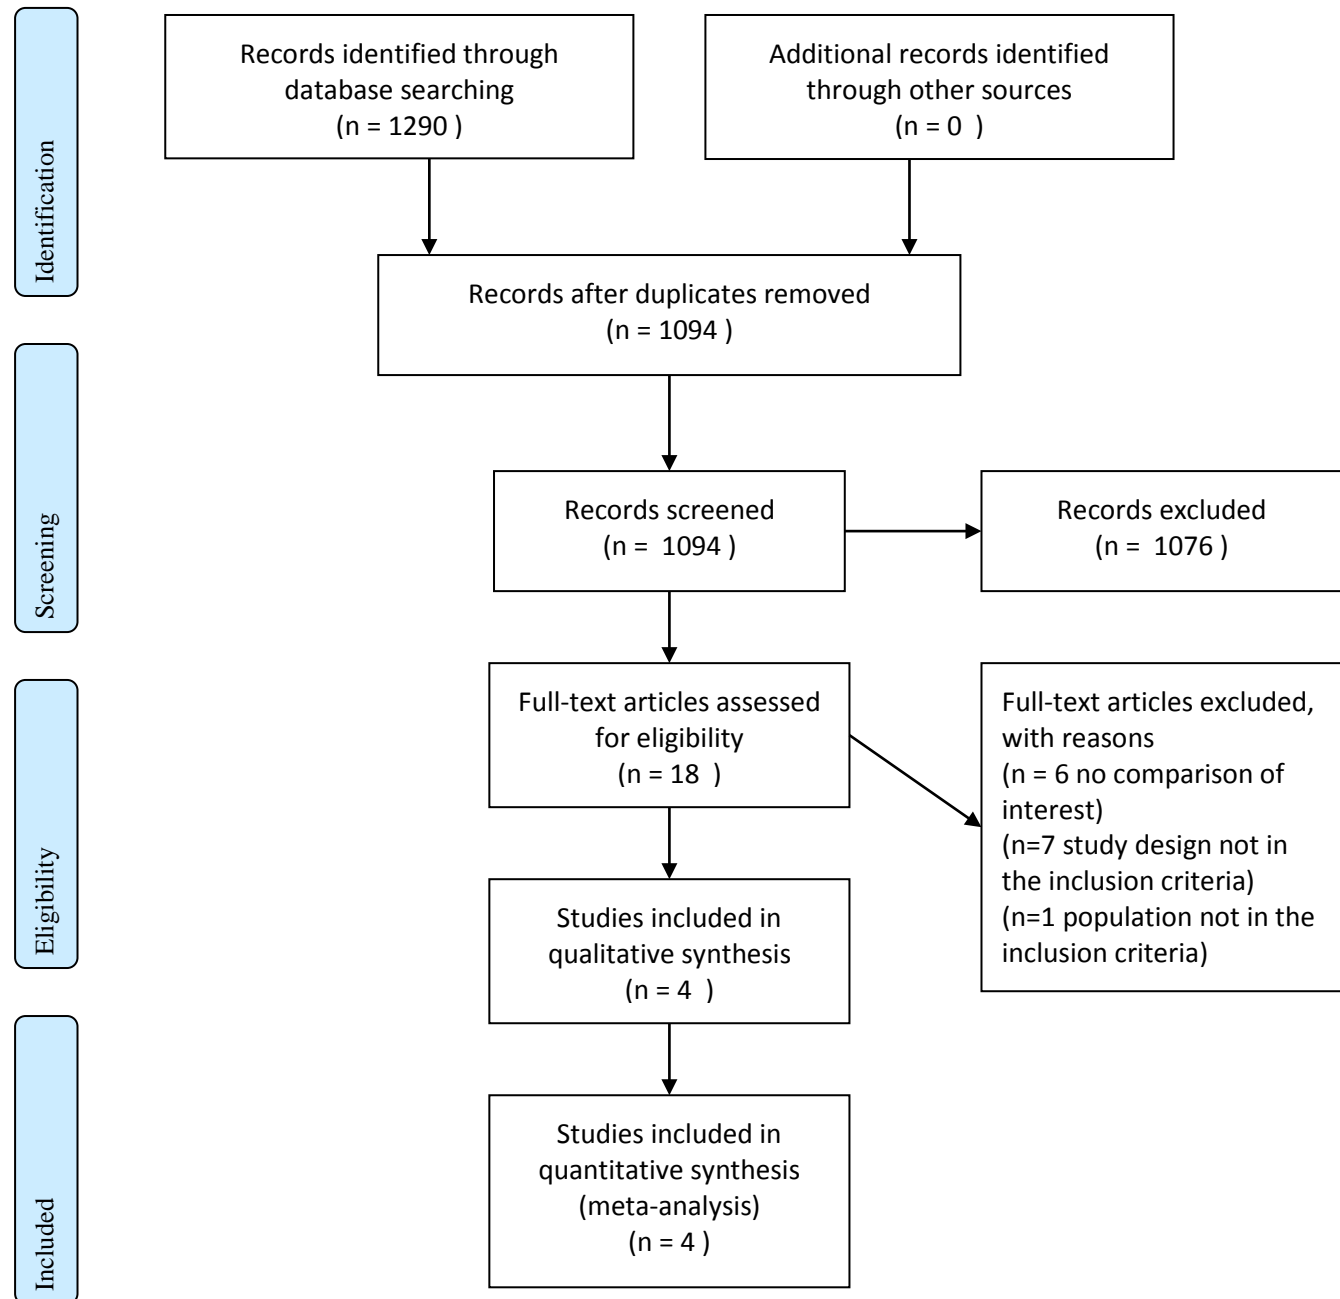 Identification
Records identified through
database searching
(n = 1290 )
Additional records identified
through other sources
(n = 0  )
Records after duplicates removed
(n = 1094 )
Screening
Records screened
(n =  1094 )
Records excluded
(n =  1076 )
Eligibility
Full-text articles assessed
for eligibility
(n = 18  )
Full-text articles excluded,
with reasons
(n = 6 no comparison of
interest)
(n=7 study design not in
the inclusion criteria)
(n=1 population not in the
inclusion criteria)
Studies included in
qualitative synthesis
(n = 4  )
Included
Studies included in
quantitative synthesis
(meta-analysis)
(n = 4 )